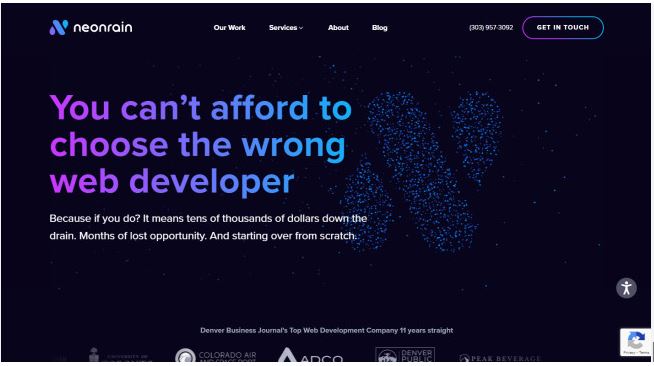 neonrain
Our Work
Services
About
Blog
(303) 957-3092
GET IN TOUCH
You can't afford to
choose the wrong
web developer
Because if you do? It means tens of thousands of dollars down the
drain. Months of lost opportunity. And starting over from scratch.
Denver Business Journal's Top Web Development Company 11 years straight
UNIVERSITY OF
COLORADO AIR
AND SPACE PORT
ADCO
DENVER
PUBLIC
PEAK BEVERAGE
Privacy - Terms